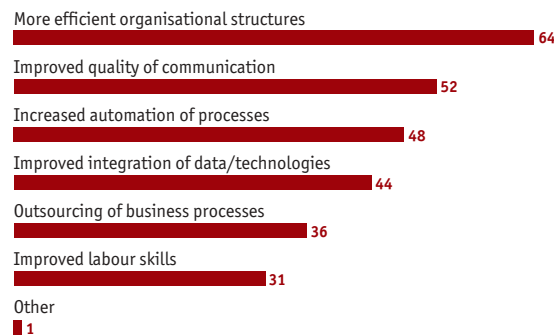 More efficient organisational structures
64
Improved quality of communication
52
Increased automation of processes
48
Improved integration of data/technologies
44
Outsourcing of business processes
36
Improved labour skills
31
Other
1